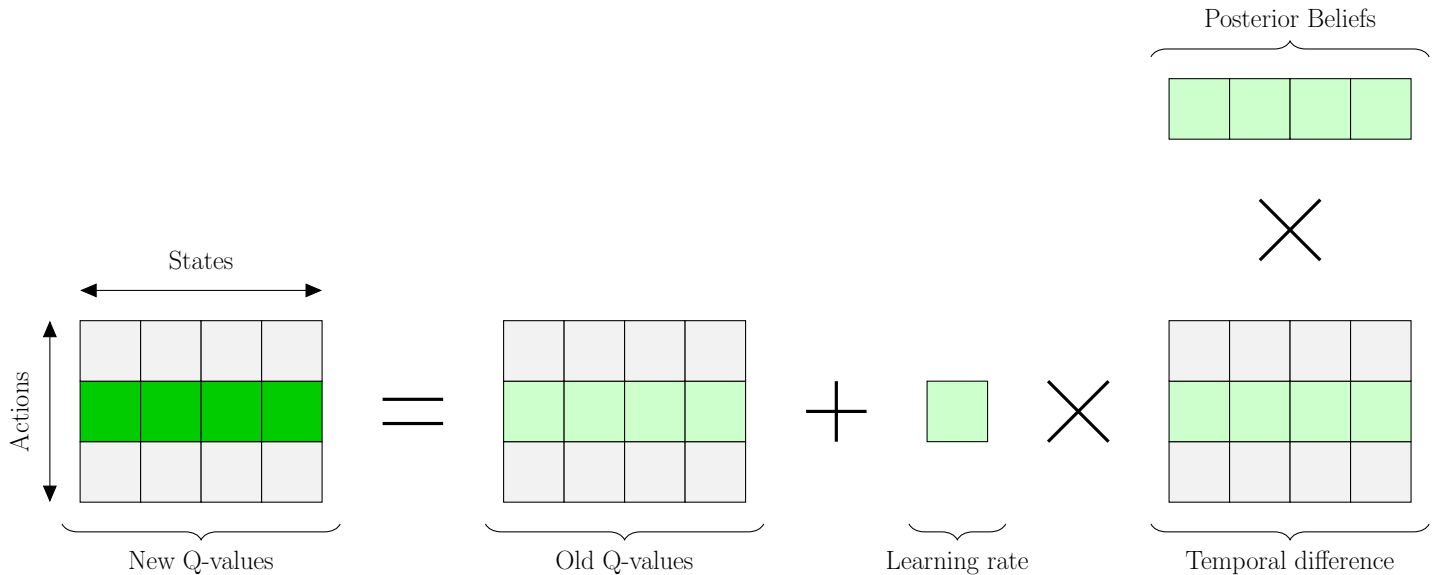 Posterior Beliefs
States
Actions
New Q-values
Old Q-values
Learning rate
Temporal difference